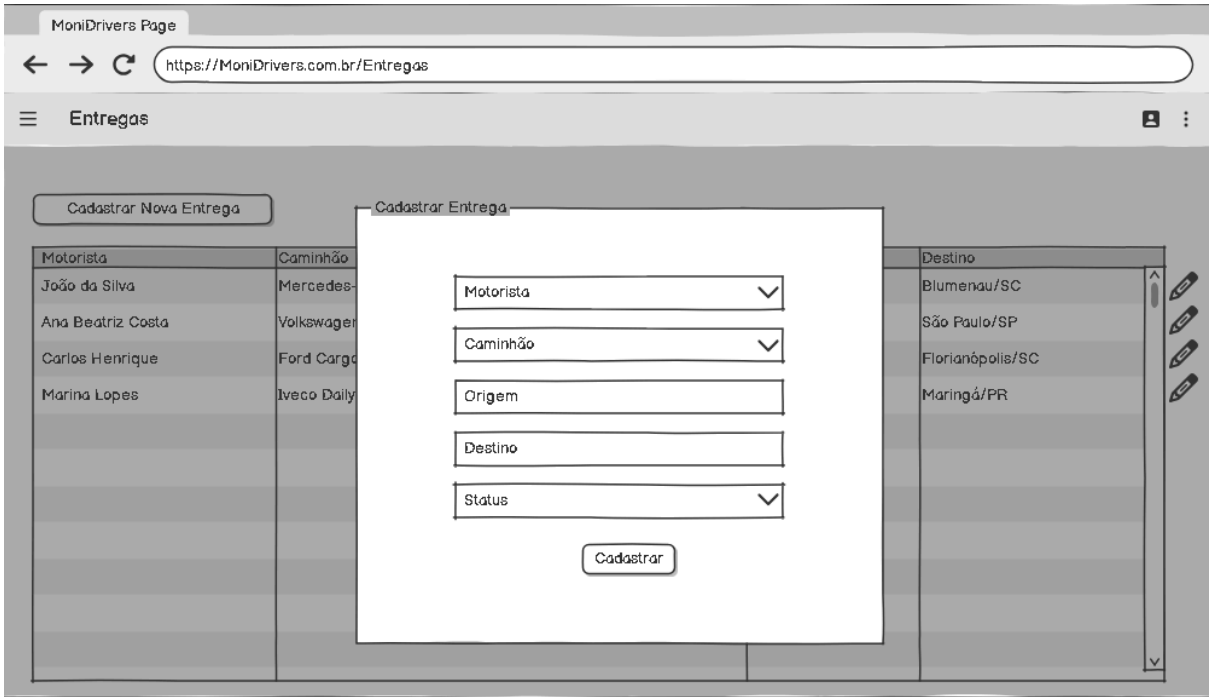 MoniDrivers Page
https://MoniDrivers.com.br/Entregas
Entregas
Cadastrar Nova Entrega
Cadastrar Entrega
Motorista
Caminhão
Destino
João da Silva
Mercedes-
Blumenau/SC
Ana Beatriz Costa
Volkswagen
São Paulo/SP
Carlos Henrique
Ford Cargo
Florianópolis/SC
Marina Lopes
Iveco Daily
Maringá/PR
Motorista
Caminhão
Origem
Destino
Status
Cadastrar